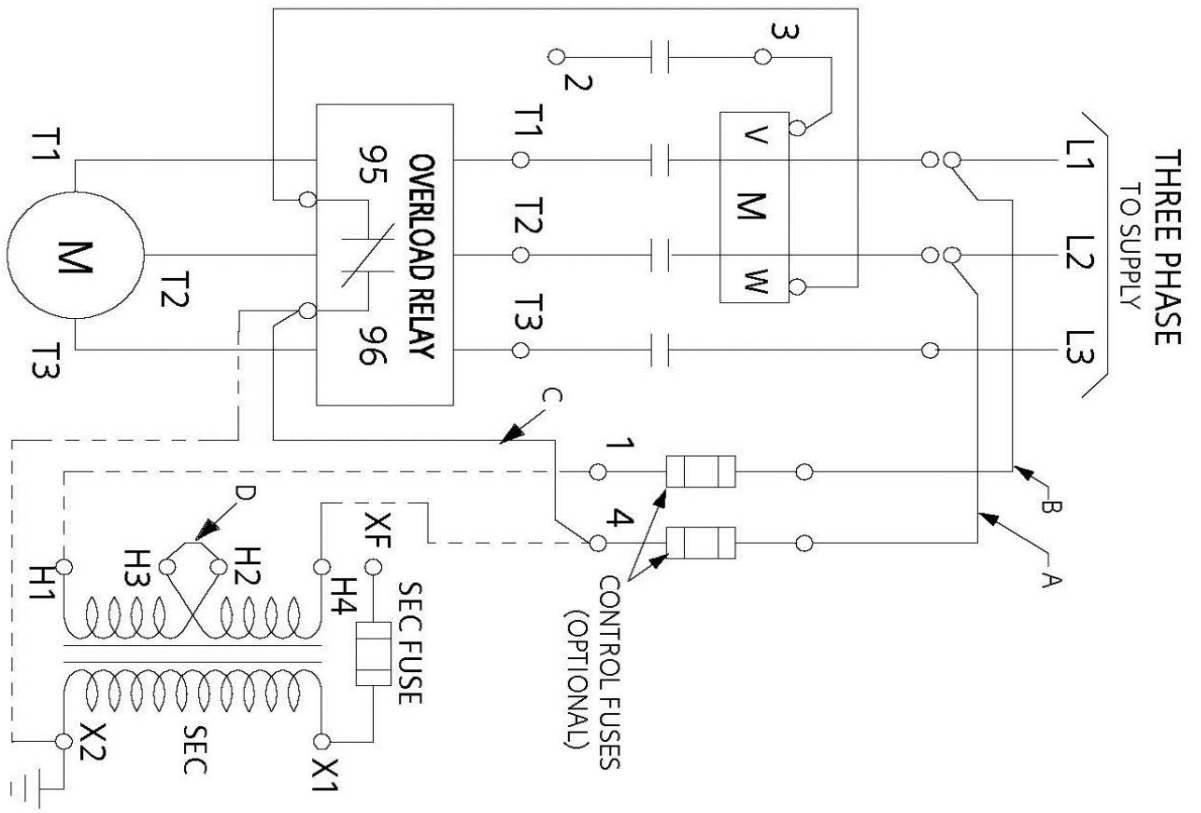 THREE PHASE
TO SUPPLY
L1
L2
L3
B
A
3
2
V
M
W
T1
T2
T3
1
4
CONTROL FUSES
(OPTIONAL)
C
OVERLOAD RELAY
95
96
T1
T2
T3
M
D
XF
SEC FUSE
H1
H3
H2
H4
X2
SEC
X1